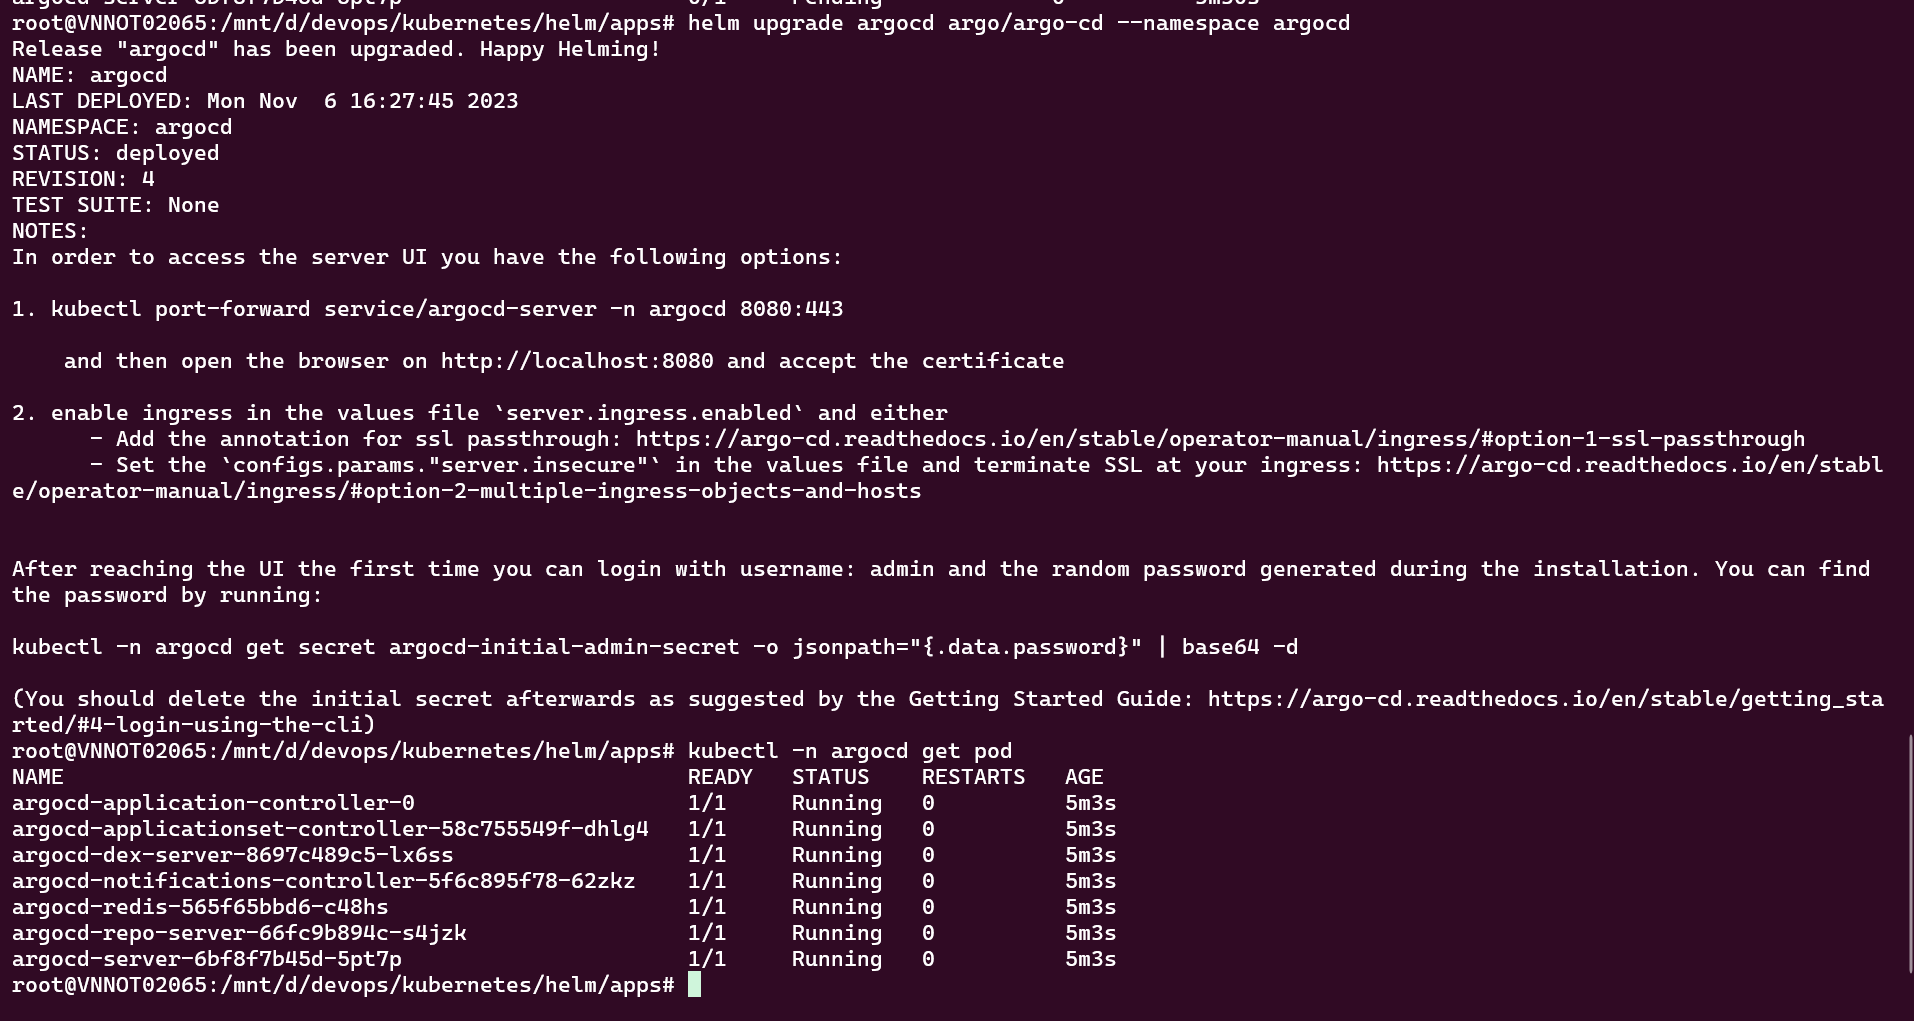 root@VNNOT02065:/mnt/d/devops/kubernetes/helm/apps# helm upgrade argocd argo/argo-cd --namespace argocd
Release "argocd" has been upgraded. Happy Helming!
NAME: argocd
LAST DEPLOYED: Mon Nov  6 16:27:45 2023
NAMESPACE: argocd
STATUS: deployed
REVISION: 4
TEST SUITE: None
NOTES:
In order to access the server UI you have the following options:
1. kubectl port-forward service/argocd-server -n argocd 8080:443
and then open the browser on http://localhost:8080 and accept the certificate
2. enable ingress in the values file `server.ingress.enabled` and either
- Add the annotation for ssl passthrough: https://argo-cd.readthedocs.io/en/stable/operator-manual/ingress/#option-1-ssl-passthrough
- Set the `configs.params."server.insecure"` in the values file and terminate SSL at your ingress: https://argo-cd.readthedocs.io/en/stabl
e/operator-manual/ingress/#option-2-multiple-ingress-objects-and-hosts
After reaching the UI the first time you can login with username: admin and the random password generated during the installation. You can find
the password by running:
kubectl -n argocd get secret argocd-initial-admin-secret -o jsonpath="{.data.password}" | base64 -d
(You should delete the initial secret afterwards as suggested by the Getting Started Guide: https://argo-cd.readthedocs.io/en/stable/getting_sta
rted/#4-login-using-the-cli)
root@VNNOT02065:/mnt/d/devops/kubernetes/helm/apps# kubectl -n argocd get pod
NAME READY STATUS RESTARTS AGE
argocd-application-controller-0 1/1 Running 0 5m3s
argocd-applicationset-controller-58c755549f-dhlg4 1/1 Running 0 5m3s
argocd-dex-server-8697c489c5-lx6ss 1/1 Running 0 5m3s
argocd-notifications-controller-5f6c895f78-62zkz 1/1 Running 0 5m3s
argocd-redis-565f65bbd6-c48hs 1/1 Running 0 5m3s
argocd-repo-server-66fc9b894c-s4jzk 1/1 Running 0 5m3s
argocd-server-6bf8f7b45d-5pt7p 1/1 Running 0 5m3s
root@VNNOT02065:/mnt/d/devops/kubernetes/helm/apps#